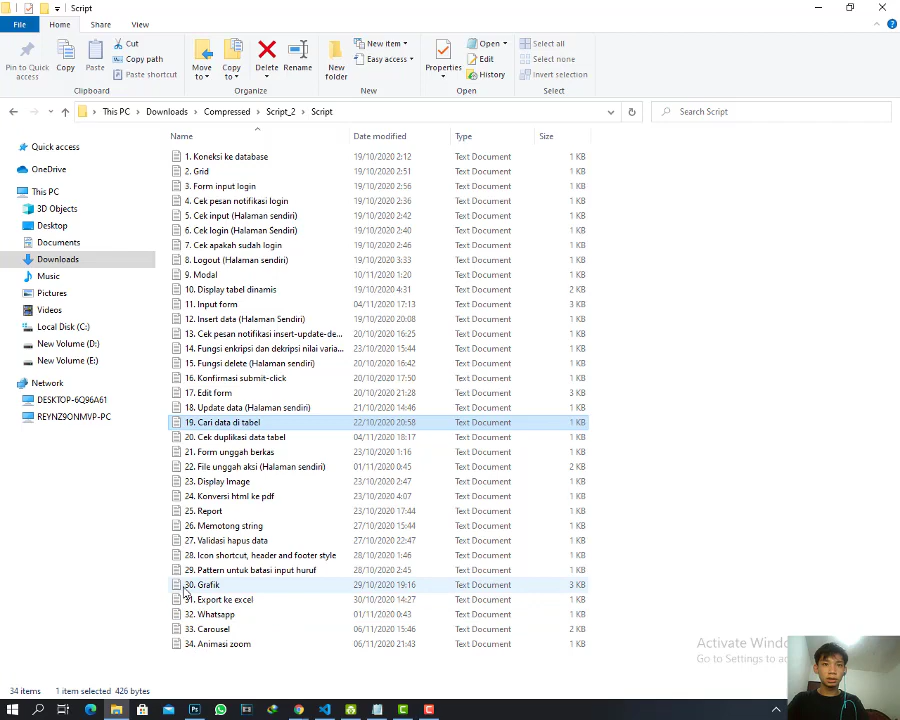 Script
File Home Share View
Pin to Quick access
Copy
Paste
Cut
Copy path
Paste shortcut
Clipboard
Move to
Copy to
Delete
Rename
Organize
New folder
New item
Easy access
New
Properties
Open
Edit
History
Open
Select all
Select none
Invert selection
Select
This PC > Downloads > Compressed > Script_2 > Script
Search Script
Name Date modified Type Size
Quick access
OneDrive
This PC
3D Objects
Desktop
Documents
Downloads
Music
Pictures
Videos
Local Disk (C:)
New Volume (D:)
New Volume (E:)
Network
DESKTOP-6Q96A61
REYNZ9ONMVP-PC
1. Koneksi ke database 19/10/2020 2:12 Text Document 1 KB
2. Grid 19/10/2020 2:51 Text Document 1 KB
3. Form input login 19/10/2020 2:56 Text Document 1 KB
4. Cek pesan notifikasi login 19/10/2020 2:36 Text Document 1 KB
5. Cek input (Halaman sendiri) 19/10/2020 2:42 Text Document 1 KB
6. Cek login (Halaman Sendiri) 19/10/2020 2:40 Text Document 1 KB
7. Cek apakah sudah login 19/10/2020 2:46 Text Document 1 KB
8. Logout (Halaman sendiri) 19/10/2020 3:33 Text Document 1 KB
9. Modal 10/11/2020 1:20 Text Document 1 KB
10. Display tabel dinamis 19/10/2020 4:31 Text Document 2 KB
11. Input form 04/11/2020 17:13 Text Document 3 KB
12. Insert data (Halaman Sendiri) 19/10/2020 20:08 Text Document 1 KB
13. Cek pesan notifikasi insert-update-de... 20/10/2020 16:25 Text Document 1 KB
14. Fungsi enkripsi dan dekripsi nilai varia... 23/10/2020 15:44 Text Document 1 KB
15. Fungsi delete (Halaman sendiri) 20/10/2020 16:42 Text Document 1 KB
16. Konfirmasi submit-click 20/10/2020 17:50 Text Document 1 KB
17. Edit form 20/10/2020 21:28 Text Document 3 KB
18. Update data (Halaman sendiri) 21/10/2020 14:46 Text Document 1 KB
19. Cari data di tabel 22/10/2020 20:58 Text Document 1 KB
20. Cek duplikasi data tabel 04/11/2020 18:17 Text Document 1 KB
21. Form unggah berkas 23/10/2020 1:16 Text Document 1 KB
22. File unggah aksi (Halaman sendiri) 01/11/2020 0:45 Text Document 2 KB
23. Display Image 23/10/2020 2:47 Text Document 1 KB
24. Konversi html ke pdf 23/10/2020 4:07 Text Document 1 KB
25. Report 23/10/2020 17:44 Text Document 1 KB
26. Memotong string 27/10/2020 15:44 Text Document 1 KB
27. Validasi hapus data 27/10/2020 22:47 Text Document 1 KB
28. Icon shortcut, header and footer style 28/10/2020 1:46 Text Document 1 KB
29. Pattern untuk batasi input huruf 28/10/2020 2:45 Text Document 1 KB
30. Grafik 29/10/2020 19:16 Text Document 3 KB
31. Export ke excel 30/10/2020 14:27 Text Document 1 KB
32. Whatsapp 01/11/2020 0:43 Text Document 1 KB
33. Carousel 06/11/2020 15:46 Text Document 2 KB
34. Animasi zoom 06/11/2020 21:43 Text Document 1 KB
Activate
Go to Settings to
34 items 1 item selected 426 bytes